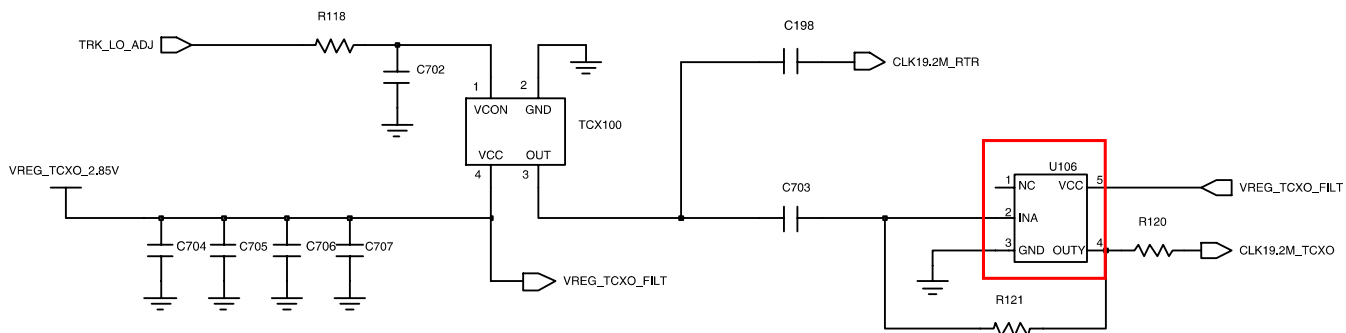 R118
TRK_LO_ADJ
C702
C198
CLK19.2M_RTR
1 2
VCON GND
TCX100
VCC OUT
4 3
VREG_TCXO_2.85V
C704 C705 C706 C707
VREG_TCXO_FILT
C703
U106
1 NC VCC 5
VREG_TCXO_FILT
2 INA
R120
3 GND OUTY 4
CLK19.2M_TCXO
R121